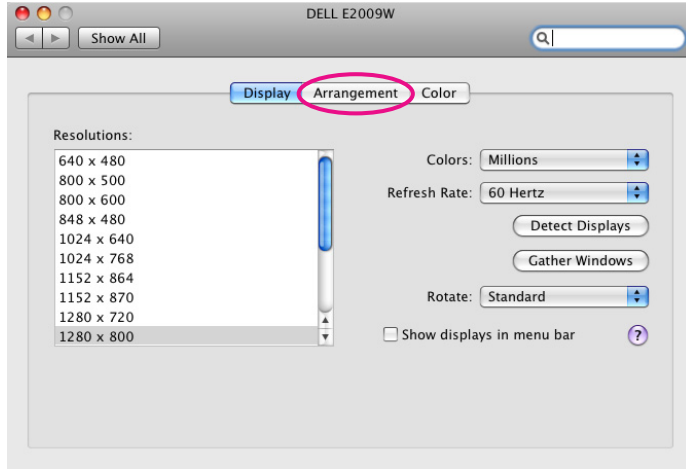 DELL E2009W
Show All
Display Arrangement Color
Resolutions:
640 x 480
800 x 500
800 x 600
848 x 480
1024 x 640
1024 x 768
1152 x 864
1152 x 870
1280 x 720
1280 x 800
Colors: Millions
Refresh Rate: 60 Hertz
Detect Displays
Gather Windows
Rotate: Standard
Show displays in menu bar ?